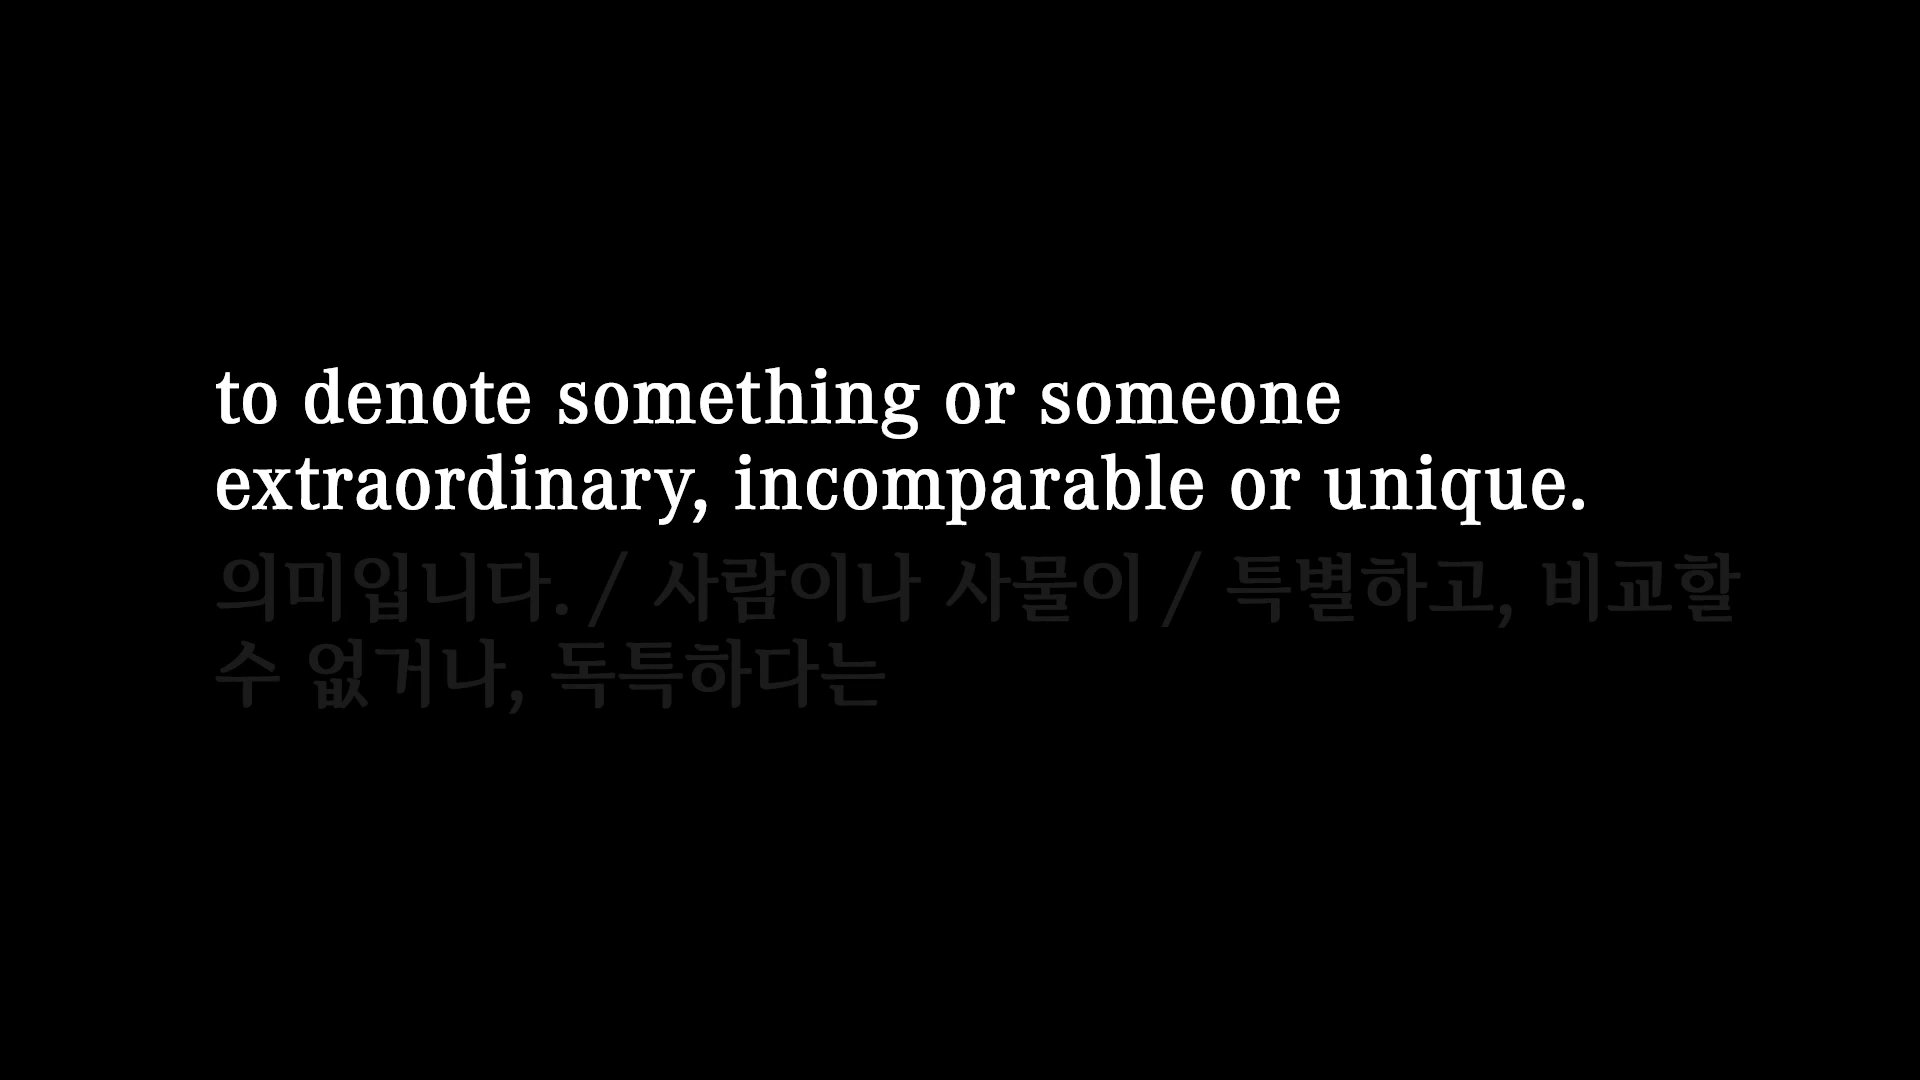 to denote something or someone
extraordinary, incomparable or unique.
의미입니다. / 사람이나 사물이 / 특별하고, 비교할
수 없거나, 독특하다는